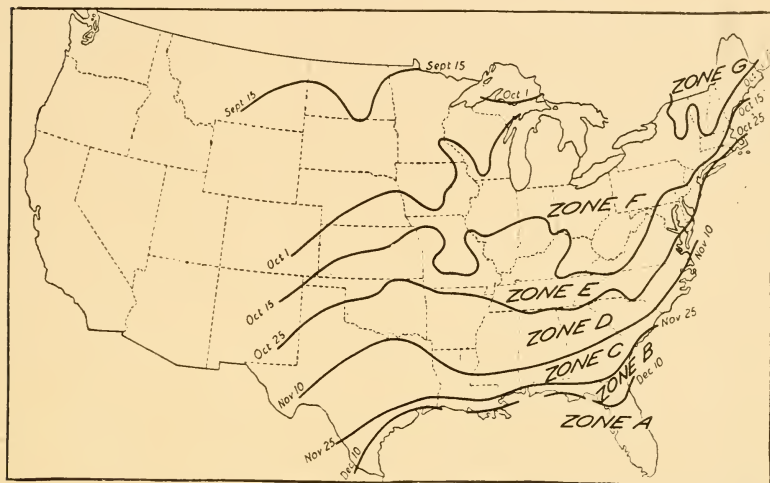 Sept 15
Sept 15
Oct 1
ZONE G
Oct 15
Oct 25
ZONE F
Oct 1
Oct 15
Oct 25
ZONE E
ZONE D
Nov 10
ZONE C
ZONE B
Nov 25
Dec 10
ZONE A
Nov 10
Nov 25
Dec 10